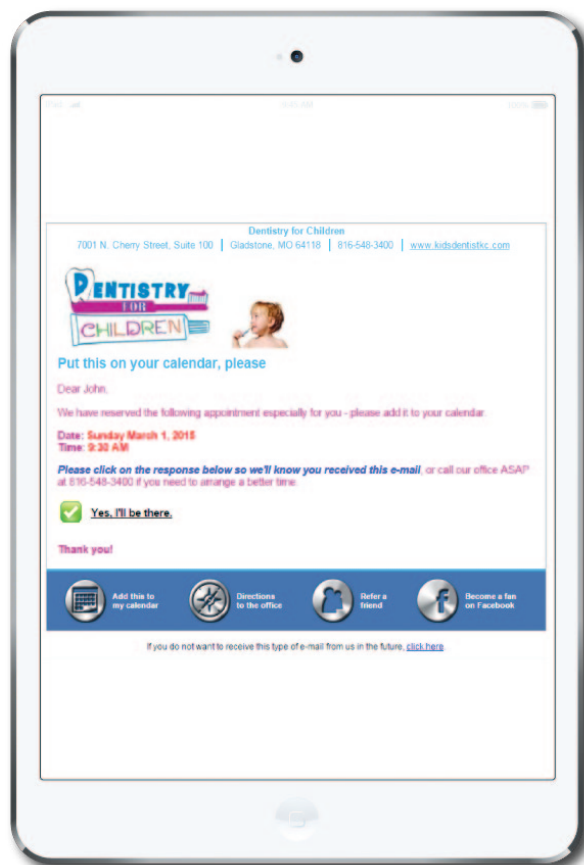 Dentistry for Children
7001 N. Cherry Street, Suite 100 | Gladstone, MO 64118 | 816-548-3400 | www.kidsdentistkc.com
DENTISTRY
FOR
CHILDREN
Put this on your calendar, please
Dear John,
We have reserved the following appointment especially for you - please add it to your calendar.
Date: Sunday March 1, 2015
Time: 9:30 AM
Please click on the response below so we'll know you received this e-mail, or call our office ASAP
at 816-548-3400 if you need to arrange a better time.
Yes, I'll be there.
Thank you!
Add this to
my calendar
Directions
to the office
Refer a
friend
Become a fan
on Facebook
If you do not want to receive this type of e-mail from us in the future, click here.